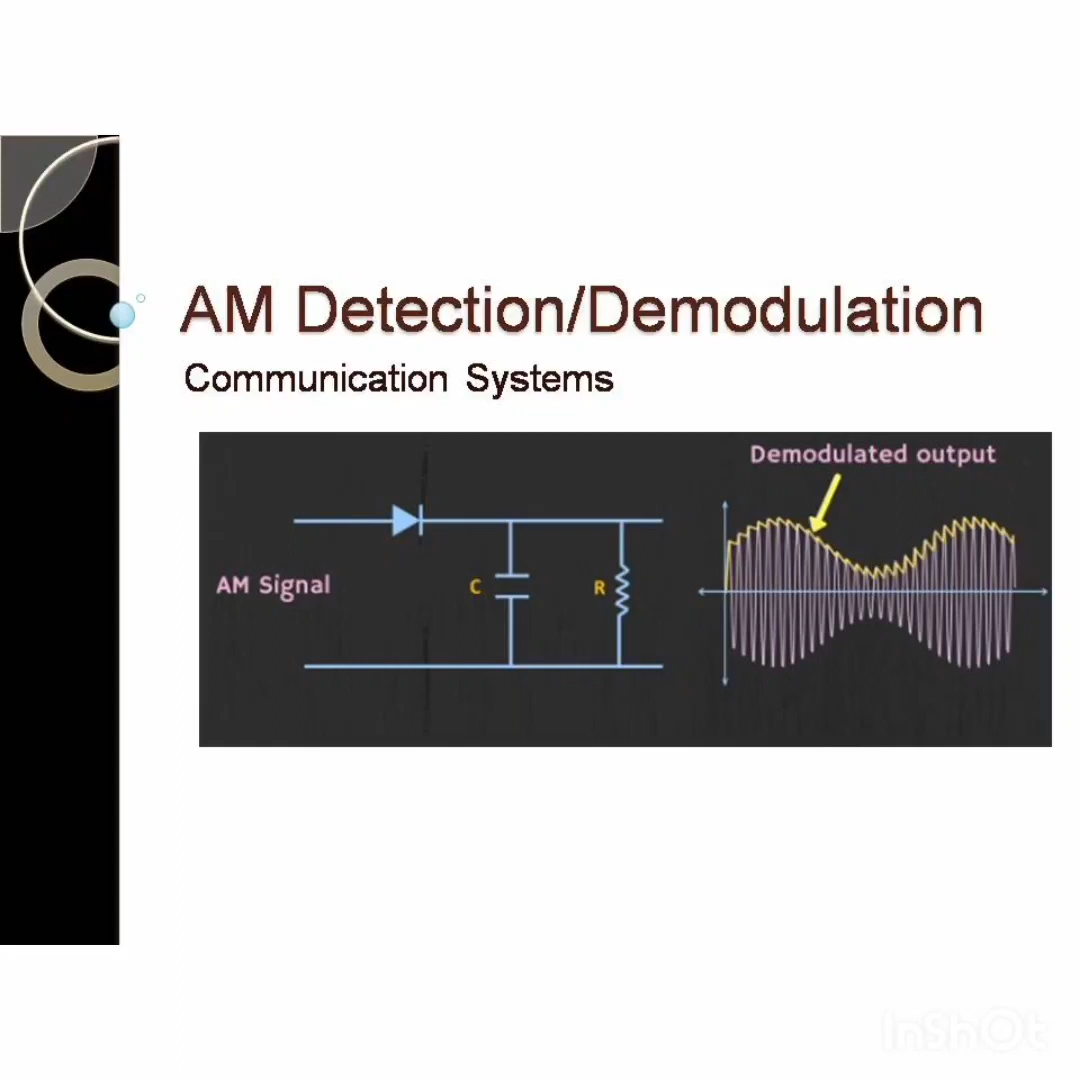 AM Detection/Demodulation
Communication Systems
Demodulated output
AM Signal
C
R
InShOt